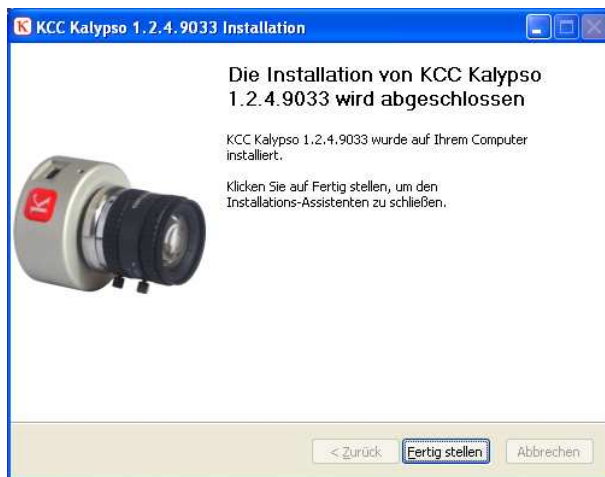 K KCC Kalypso 1.2.4.9033 Installation
Die Installation von KCC Kalypso
1.2.4.9033 wird abgeschlossen
KCC Kalypso 1.2.4.9033 wurde auf Ihrem Computer
installiert.
Klicken Sie auf Fertig stellen, um den
Installations-Assistenten zu schließen.
K
< Zurück Fertig stellen Abbrechen